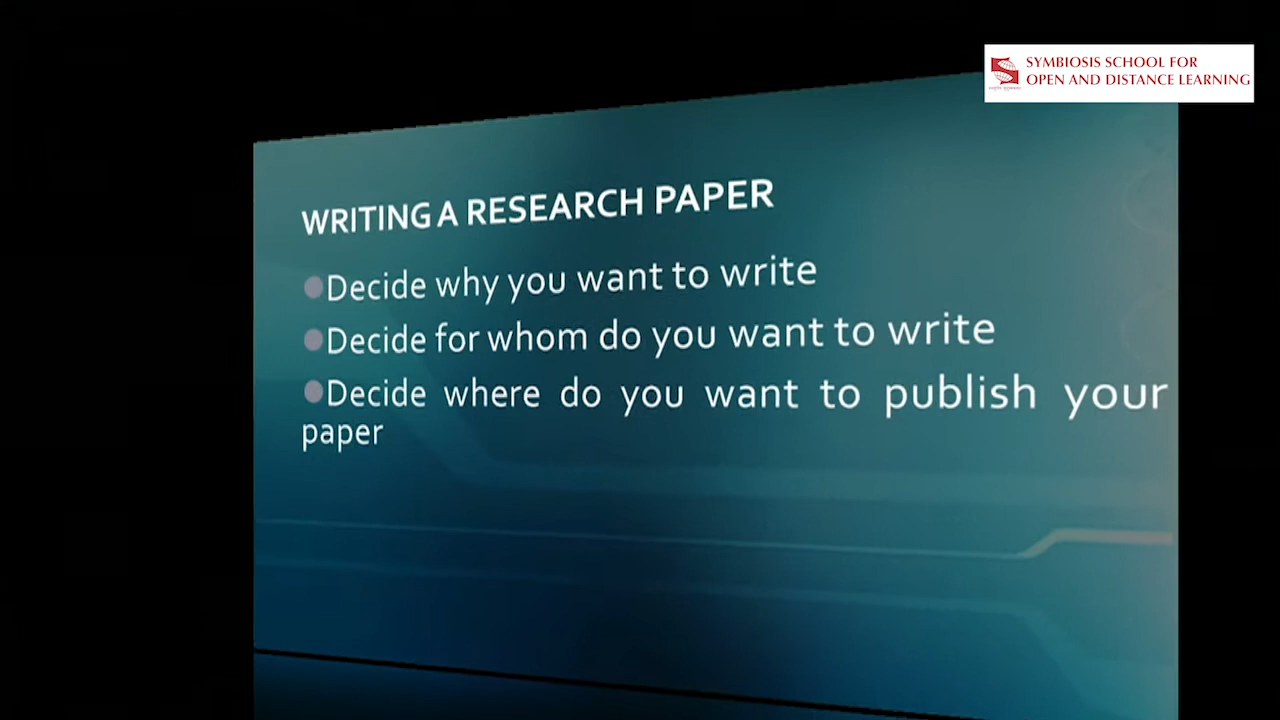 SYMBIOSIS SCHOOL FOR
OPEN AND DISTANCE LEARNING
WRITING A RESEARCH PAPER
Decide why you want to write
Decide for whom do you want to write
Decide where do you want to publish your
paper